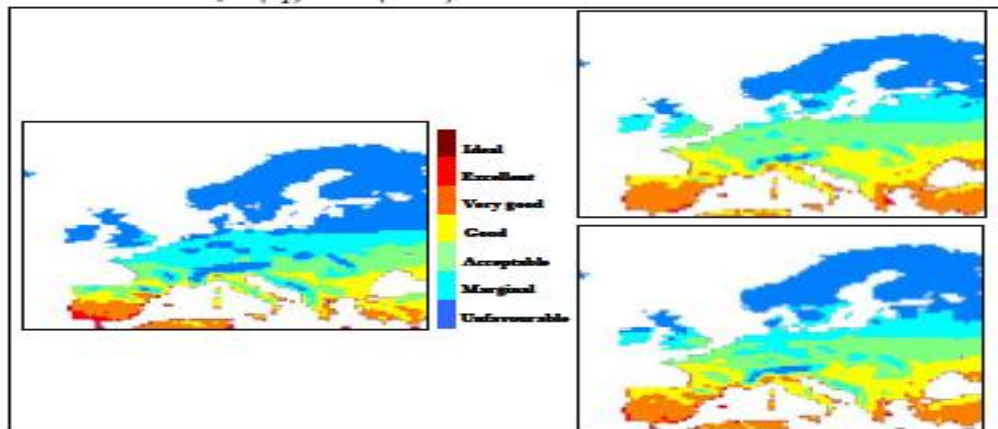 Ideal
Excellent
Very good
Good
Acceptable
Marginal
Unfavourable